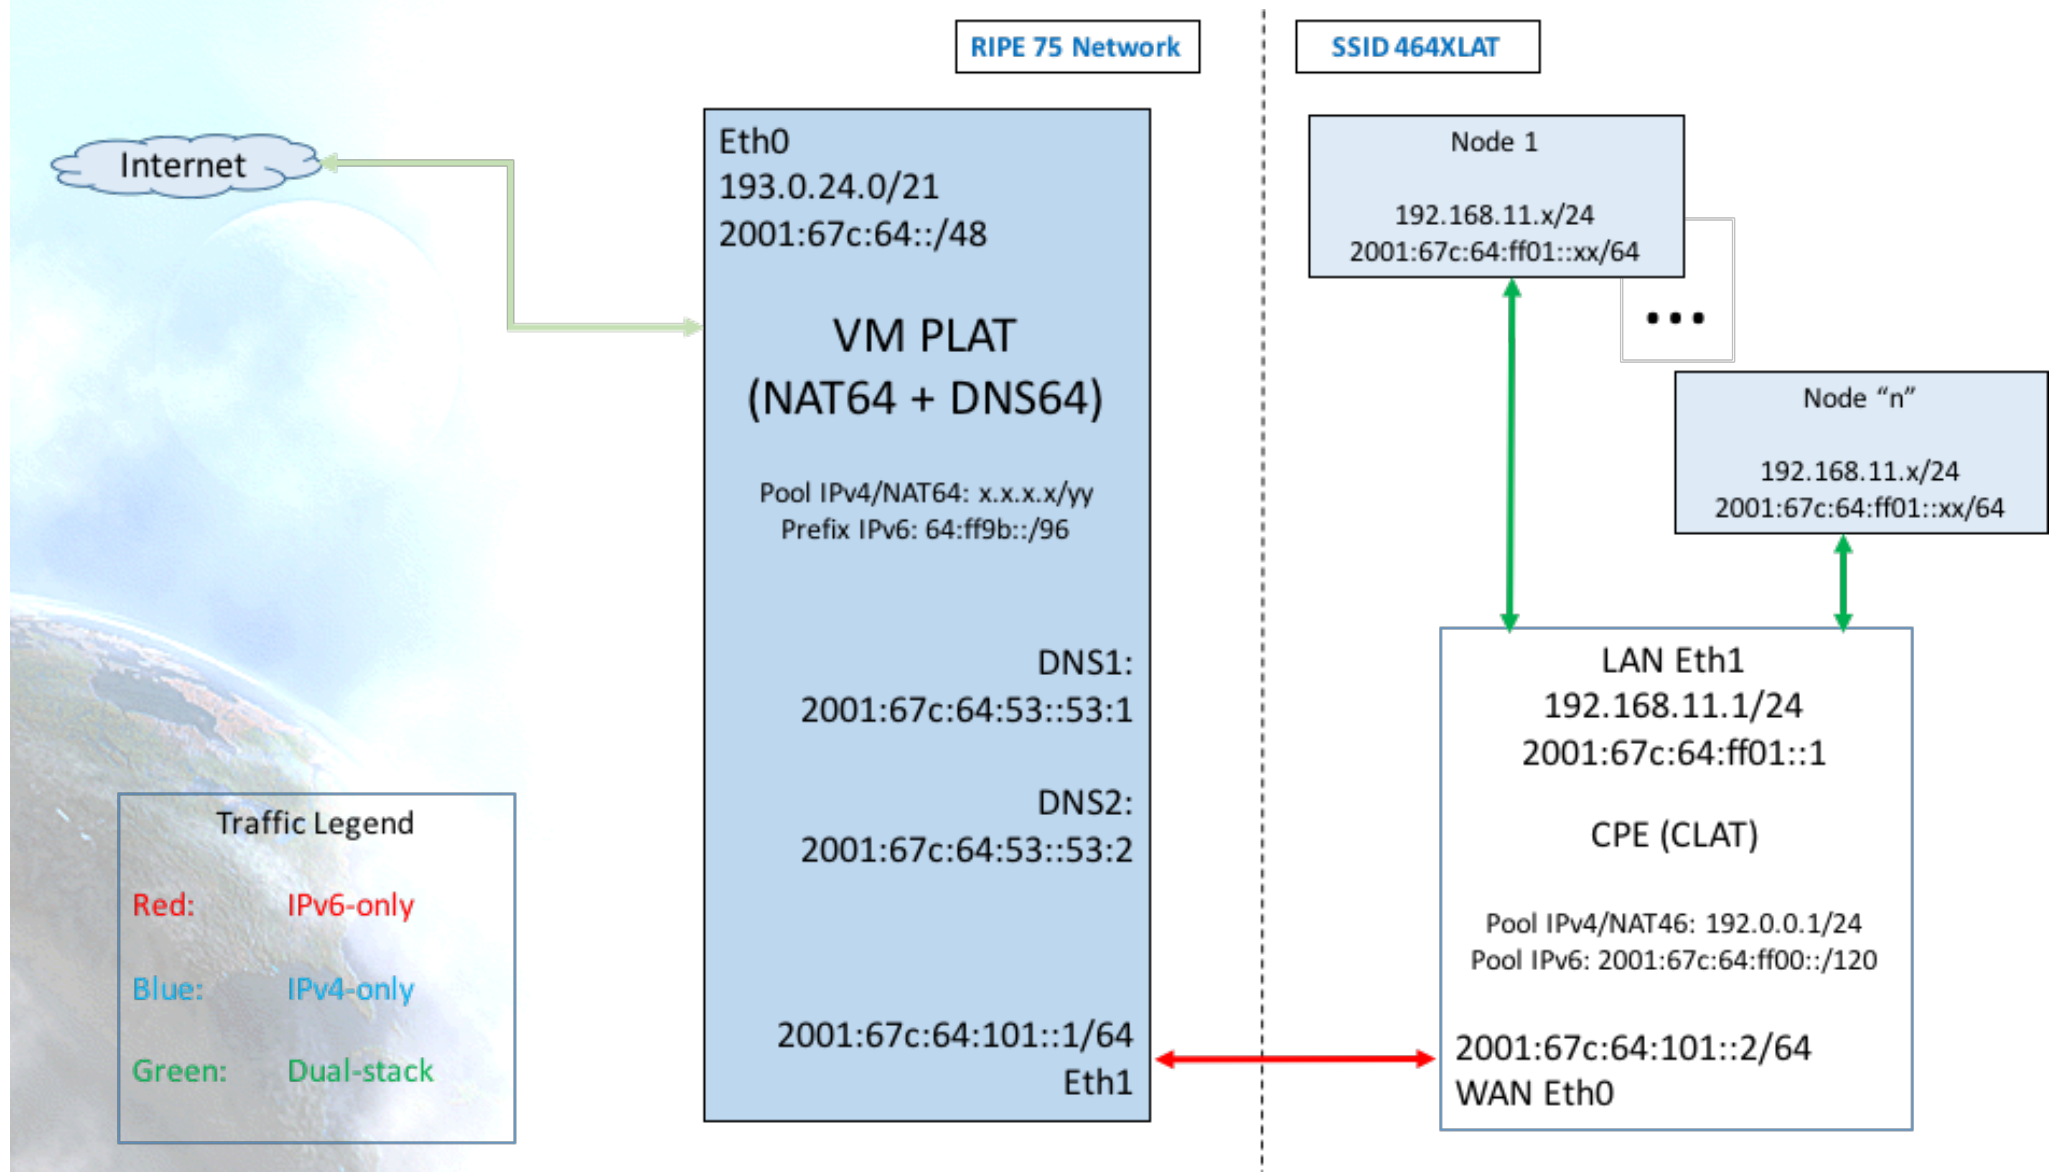 RIPE 75 Network
SSID 464XLAT
Internet
Eth0
193.0.24.0/21
2001:67c:64::/48
VM PLAT
(NAT64 + DNS64)
Pool IPv4/NAT64: x.x.x.x/yy
Prefix IPv6: 64:ff9b::/96
DNS1:
2001:67c:64:53::53:1
DNS2:
2001:67c:64:53::53:2
2001:67c:64:101::1/64
Eth1
Node 1
192.168.11.x/24
2001:67c:64:ff01::xx/64
...
Node “n”
192.168.11.x/24
2001:67c:64:ff01::xx/64
LAN Eth1
192.168.11.1/24
2001:67c:64:ff01::1
CPE (CLAT)
Pool IPv4/NAT46: 192.0.0.1/24
Pool IPv6: 2001:67c:64:ff00::/120
2001:67c:64:101::2/64
WAN Eth0
Traffic Legend
Red: IPv6-only
Blue: IPv4-only
Green: Dual-stack